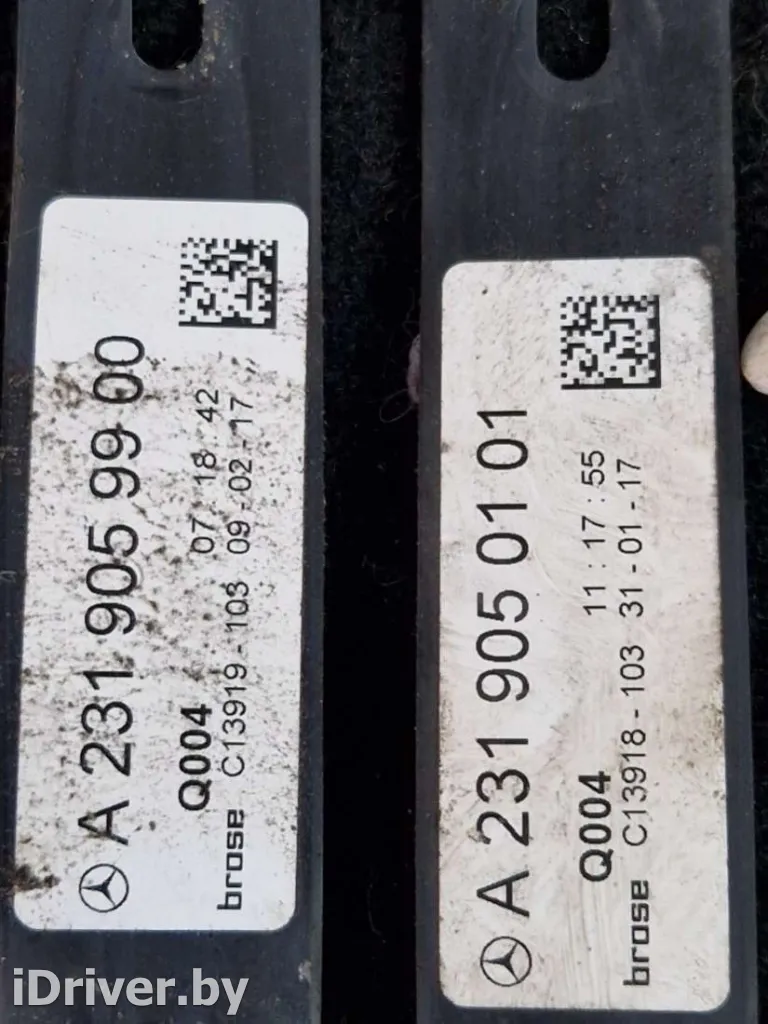 A 231 905 99 00
Q004 07 : 18 : 42
brose C13919 - 103 09 - 02 - 17
A 231 905 01 01
Q004 11 : 17 : 55
brose C13918 - 103 31 - 01 - 17
iDriver.by